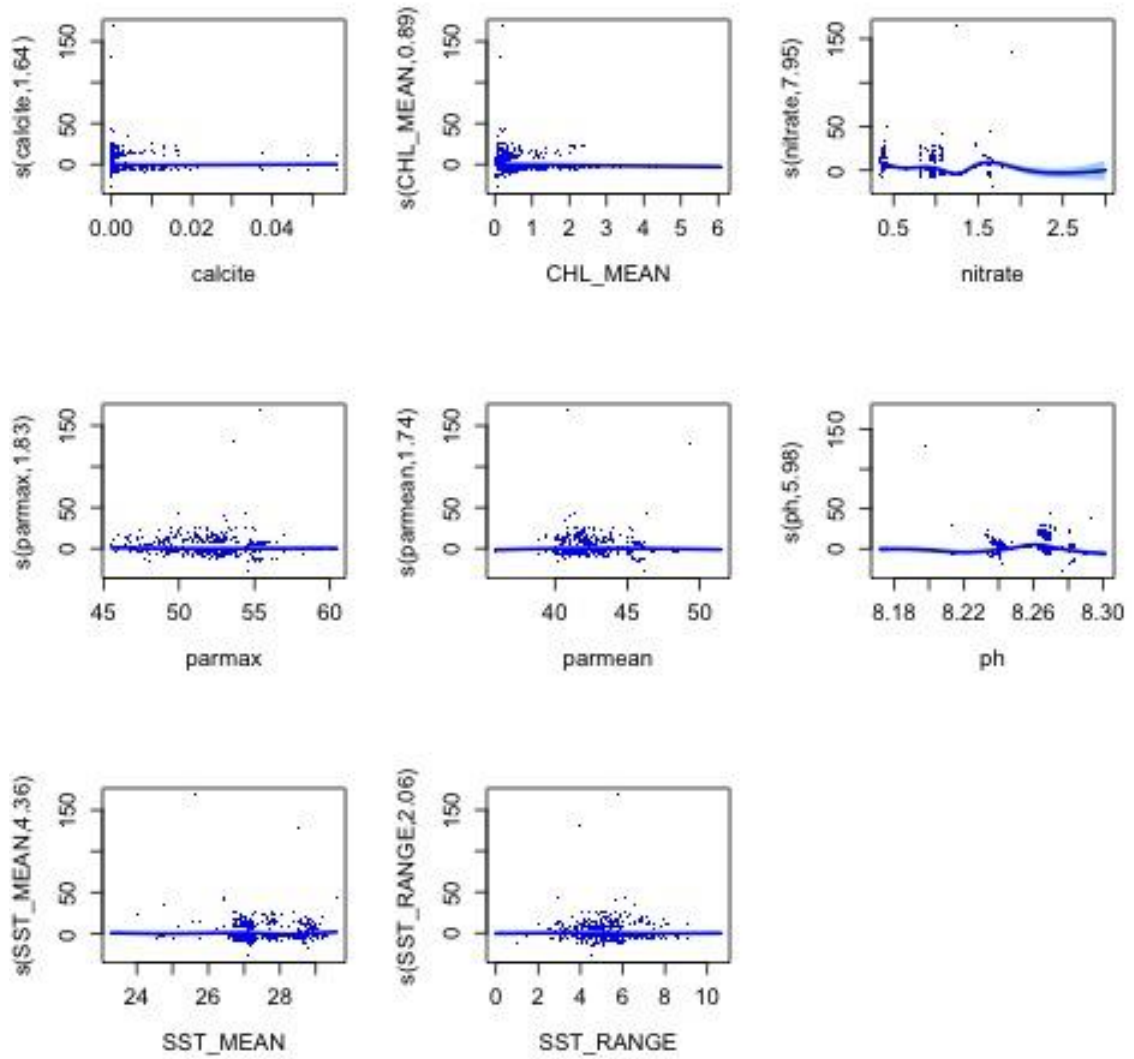 s(calcite,1.64)
150
50
0
0.00 0.02 0.04
calcite
s(CHL_MEAN,0.89)
150
50
0
0 1 2 3 4 5 6
CHL_MEAN
s(nitrate,7.95)
150
50
0
0.5 1.5 2.5
nitrate
s(parmax,1.83)
150
50
0
45 50 55 60
parmax
s(parmean,1.74)
150
50
0
40 45 50
parmean
s(ph,5.98)
150
50
0
8.18 8.22 8.26 8.30
ph
s(SST_MEAN,4.36)
150
50
0
24 26 28
SST_MEAN
s(SST_RANGE,2.06)
150
50
0
0 2 4 6 8 10
SST_RANGE